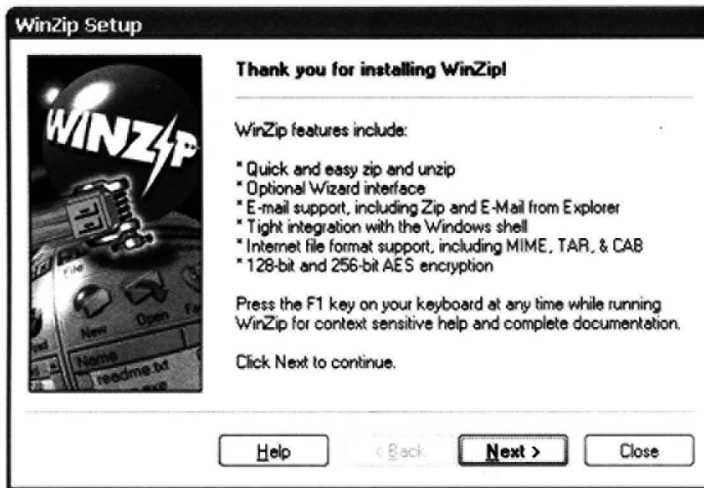 WinZip Setup
WINZIP
File
New
Open
Name
readme.txt
Thank you for installing WinZip!
WinZip features include:
* Quick and easy zip and unzip
* Optional Wizard interface
* E-mail support, including Zip and E-Mail from Explorer
* Tight integration with the Windows shell
* Internet file format support, including MIME, TAR, & CAB
* 128-bit and 256-bit AES encryption
Press the F1 key on your keyboard at any time while running
WinZip for context sensitive help and complete documentation.
Click Next to continue.
Help
< Back
Next >
Close